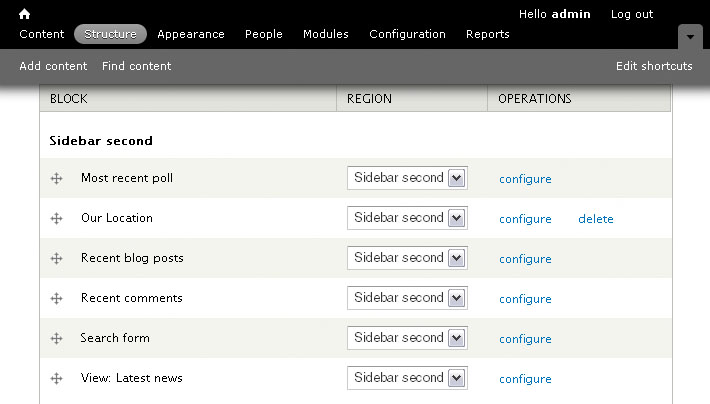 Hello admin Log out
Content Structure Appearance People Modules Configuration Reports
Add content Find content Edit shortcuts
BLOCK REGION OPERATIONS
Sidebar second
Most recent poll Sidebar second configure
Our Location Sidebar second configure delete
Recent blog posts Sidebar second configure
Recent comments Sidebar second configure
Search form Sidebar second configure
View: Latest news Sidebar second configure